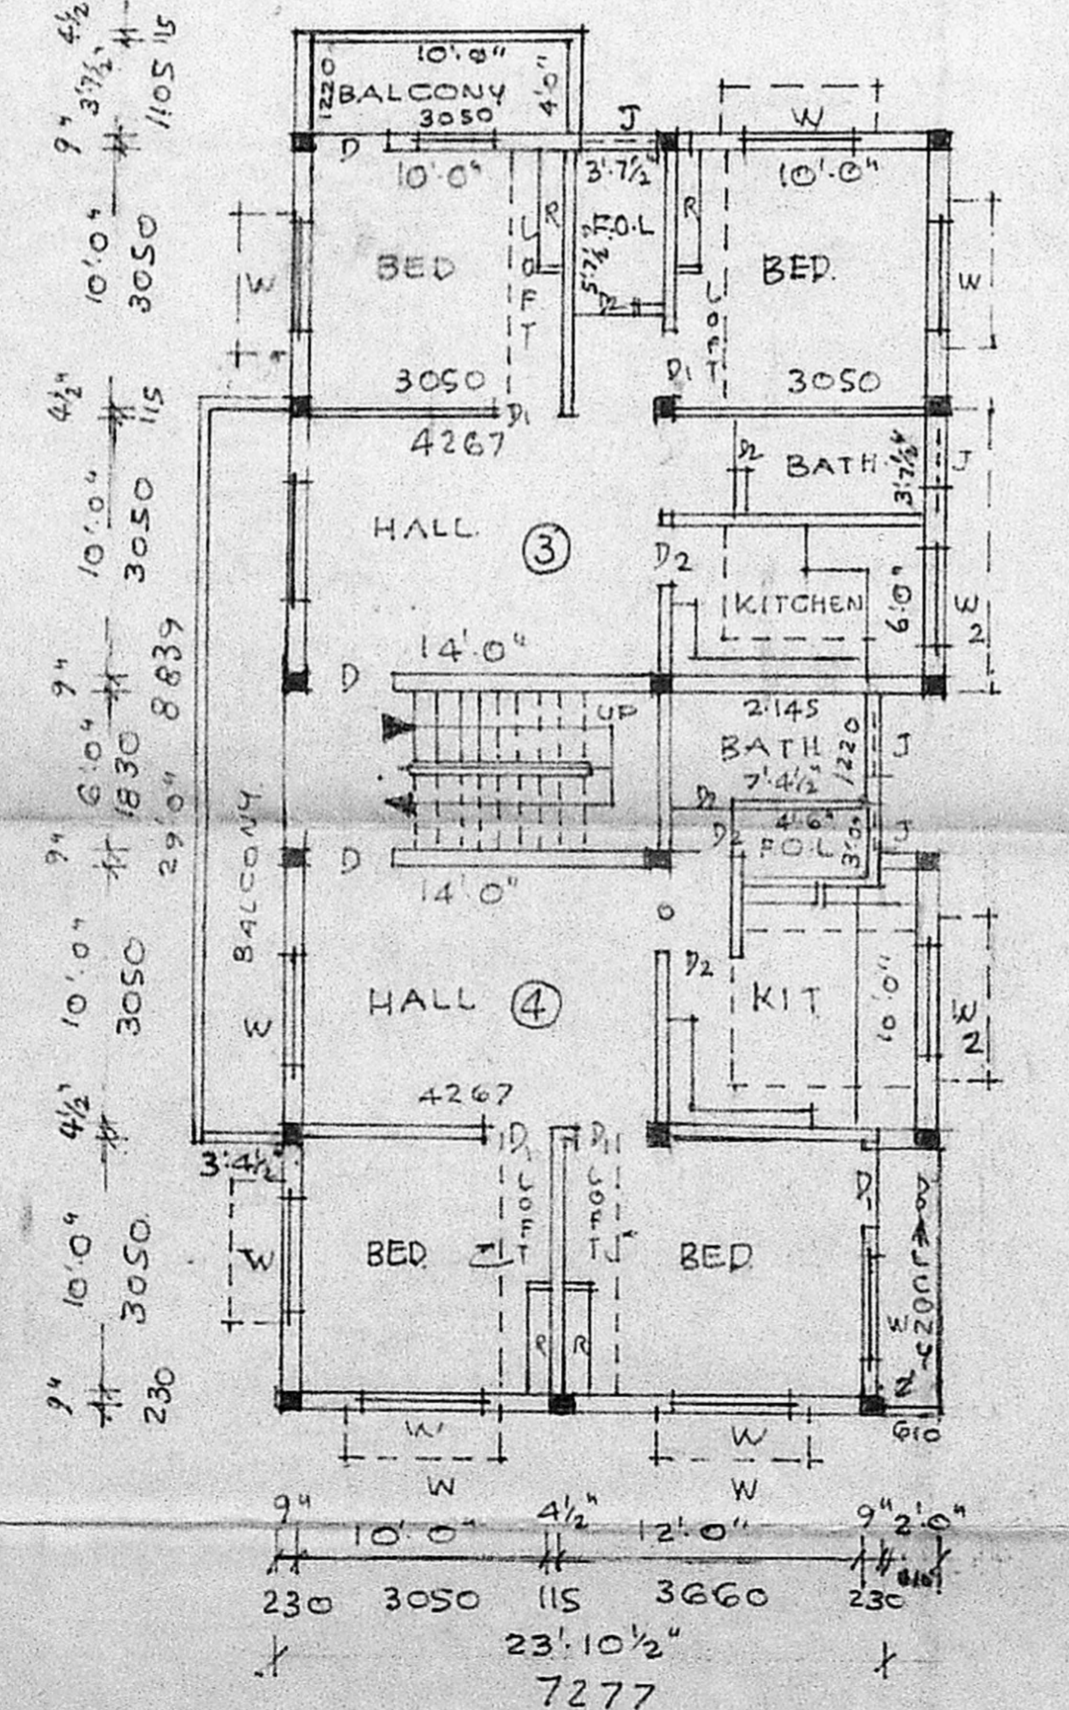 10'.0"
BALCONY
3050
1220
4'.0"
D
J
W
10'.0"
3'.7½"
10'.0"
R
F.O.L
R
5'.7½"
BED
LOFT
D2
BED.
LOFT
W
W
3050
D1
D1
3050
4267
D2
BATH
3'.7½"
J
HALL.
3
D2
KITCHEN
6'.0"
W2
14'.0"
D
UP
2.145
BATH
7'.4½"
1220
J
D2
D2
4'.6"
F.O.L
3'.0"
J
D
14'.0"
O
BALCONY.
D2
HALL
4
KIT
10'.0"
W2
W
4267
D1
D1
3'.4½"
LOFT
LOFT
D1
BALCONY
W
BED.
BED
W
R
R
610
W
W
W
W
4½"
115
3'.7½"
1105
9"
10'.0"
3050
4½"
115
10'.0"
3050
9"
29'.0" 8839
6'.0"
1830
9"
10'.0"
3050
4½"
10'.0"
3050.
9"
230
9" 10'.0" 4½" 12'.0" 9" 2'.0"
230 3050 115 3660 230 610
23'.10½"
7277